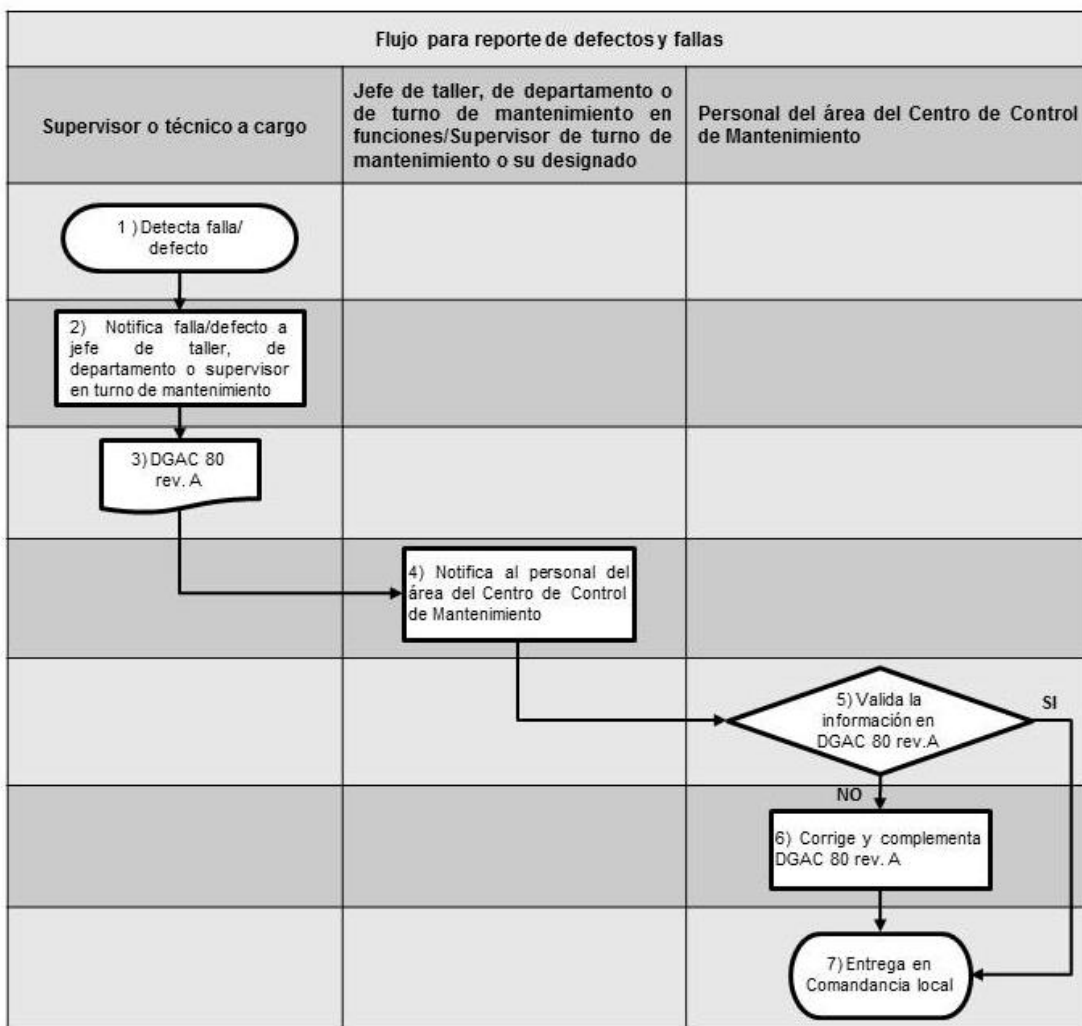 Flujo para reporte de defectos y fallas
Supervisor o técnico a cargo
Jefe de taller, de departamento o
de turno de mantenimiento en
funciones/Supervisor de turno de
mantenimiento o su designado
Personal del área del Centro de Control
de Mantenimiento
1 ) Detecta falla/
defecto
2) Notifica falla/defecto a
jefe de taller, de
departamento o supervisor
en turno de mantenimiento
3) DGAC 80
rev. A
4) Notifica al personal del
área del Centro de Control
de Mantenimiento
5) Valida la
información en
DGAC 80 rev.A
SI
NO
6) Corrige y complementa
DGAC 80 rev. A
7) Entrega en
Comandancia local